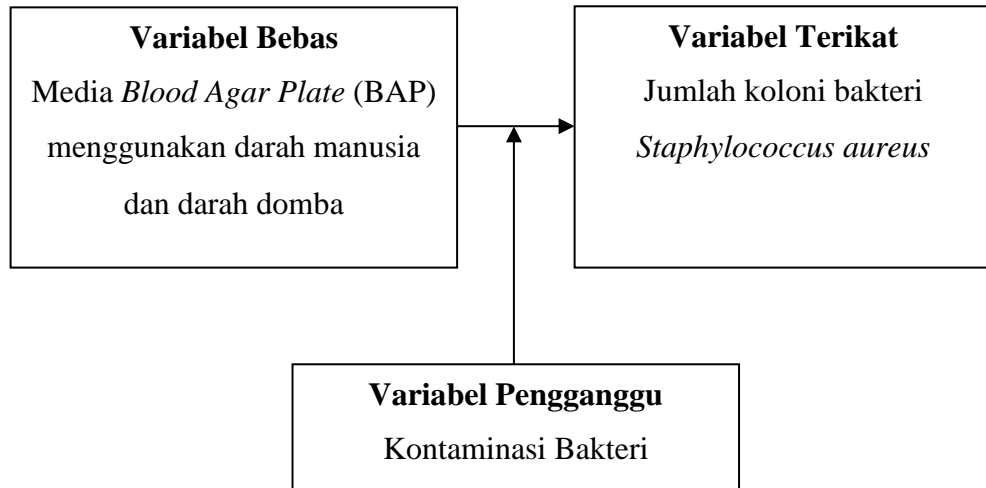 Variabel Bebas
Media Blood Agar Plate (BAP)
menggunakan darah manusia
dan darah domba
Variabel Terikat
Jumlah koloni bakteri
Staphylococcus aureus
Variabel Pengganggu
Kontaminasi Bakteri